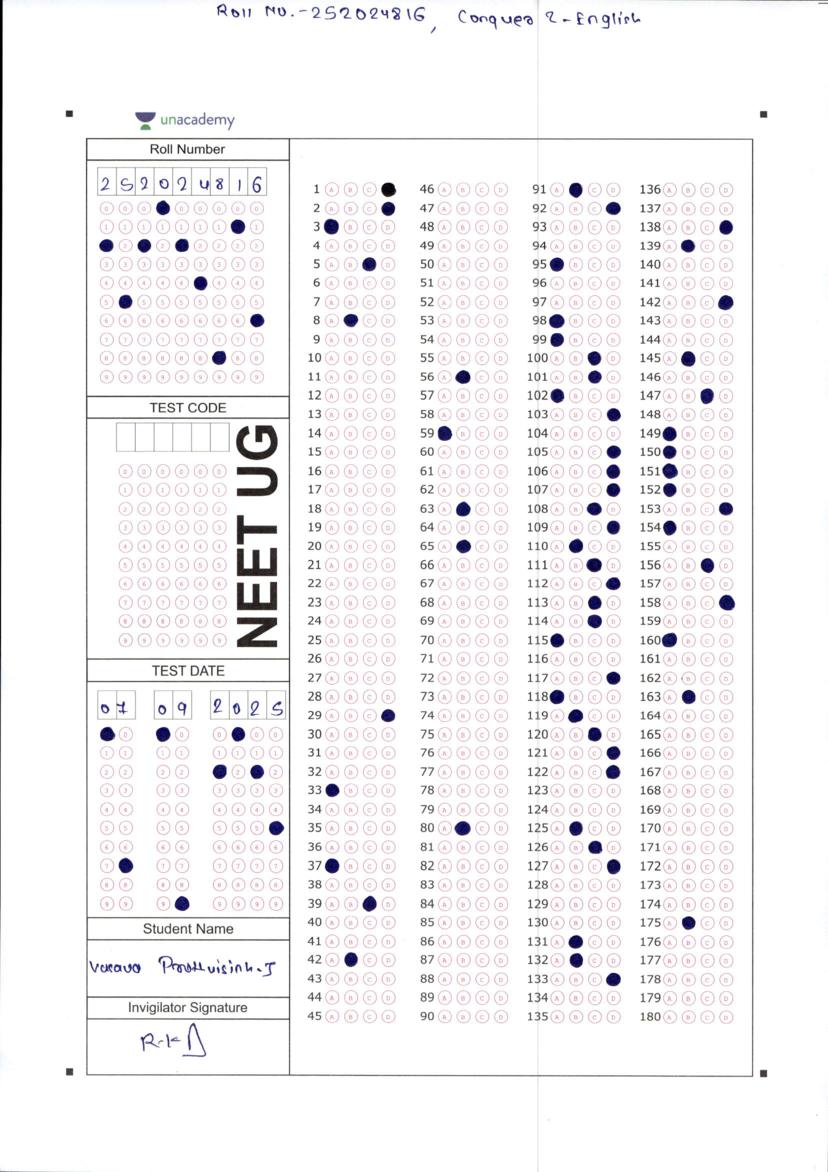 Roll No.-252024816, Conquer 2-English
unacademy
Roll Number
2 5 2 0 2 4 8 1 6
TEST CODE
NEET UG
TEST DATE
07 09 2025
Student Name
Invigilator Signature
1 A B C 46 A B C D 91 A C D 136 A B C D
2 A B C 47 A B C D 92 A B C 137 A B C D
3 B C D 48 A B C D 93 A B C D 138 A B C
4 A B C D 49 A B C D 94 A B C D 139 A C D
5 A B D 50 A B C D 95 B C D 140 A B C D
6 A B C D 51 A B C D 96 A B C D 141 A B C D
7 A B C D 52 A B C D 97 A B C D 142 A B C
8 A C D 53 A B C D 98 B C D 143 A B C D
9 A B C D 54 A B C D 99 B C D 144 A B C D
10 A B C D 55 A B C D 100 A B D 145 A C D
11 A B C D 56 A C D 101 A B D 146 A B C D
12 A B C D 57 A B C D 102 B C D 147 A B D
13 A B C D 58 A B C D 103 A B C 148 A B C D
14 A B C D 59 B C D 104 A B C D 149 B C D
15 A B C D 60 A B C D 105 A B C 150 B C D
16 A B C D 61 A B C D 106 A B C 151 B C D
17 A B C D 62 A B C D 107 A B C 152 B C D
18 A B C D 63 A C D 108 A B D 153 A B C
19 A B C D 64 A B C D 109 A B C 154 B C D
20 A B C D 65 A C D 110 A C D 155 A B C D
21 A B C D 66 A B C D 111 A B D 156 A B D
22 A B C D 67 A B C D 112 A B C 157 A B C D
23 A B C D 68 A B C D 113 A B D 158 A B C
24 A B C D 69 A B C D 114 A B D 159 A B C D
25 A B C D 70 A B C D 115 B C D 160 B C D
26 A B C D 71 A B C D 116 A B C D 161 A B C D
27 A B C D 72 A B C D 117 A B C 162 A B C D
28 A B C D 73 A B C D 118 B C D 163 A C D
29 A B C 74 A B C D 119 A C D 164 A B C D
30 A B C D 75 A B C D 120 A B D 165 A B C D
31 A B C D 76 A B C D 121 A B C 166 A B C D
32 A B C D 77 A B C D 122 A B C 167 A B C D
33 B C D 78 A B C D 123 A B C D 168 A B C D
34 A B C D 79 A B C D 124 A B C D 169 A B C D
35 A B C D 80 A C D 125 A C D 170 A B C D
36 A B C D 81 A B C D 126 A B D 171 A B C D
37 B C D 82 A B C D 127 A B C 172 A B C D
38 A B C D 83 A B C D 128 A B C D 173 A B C D
39 A B D 84 A B C D 129 A B C D 174 A B C D
40 A B C D 85 A B C D 130 A B C D 175 A C D
41 A B C D 86 A B C D 131 A C D 176 A B C D
42 A C D 87 A B C D 132 A C D 177 A B C D
43 A B C D 88 A B C D 133 A B C 178 A B C D
44 A B C D 89 A B C D 134 A B C D 179 A B C D
45 A B C D 90 A B C D 135 A B C D 180 A B C D